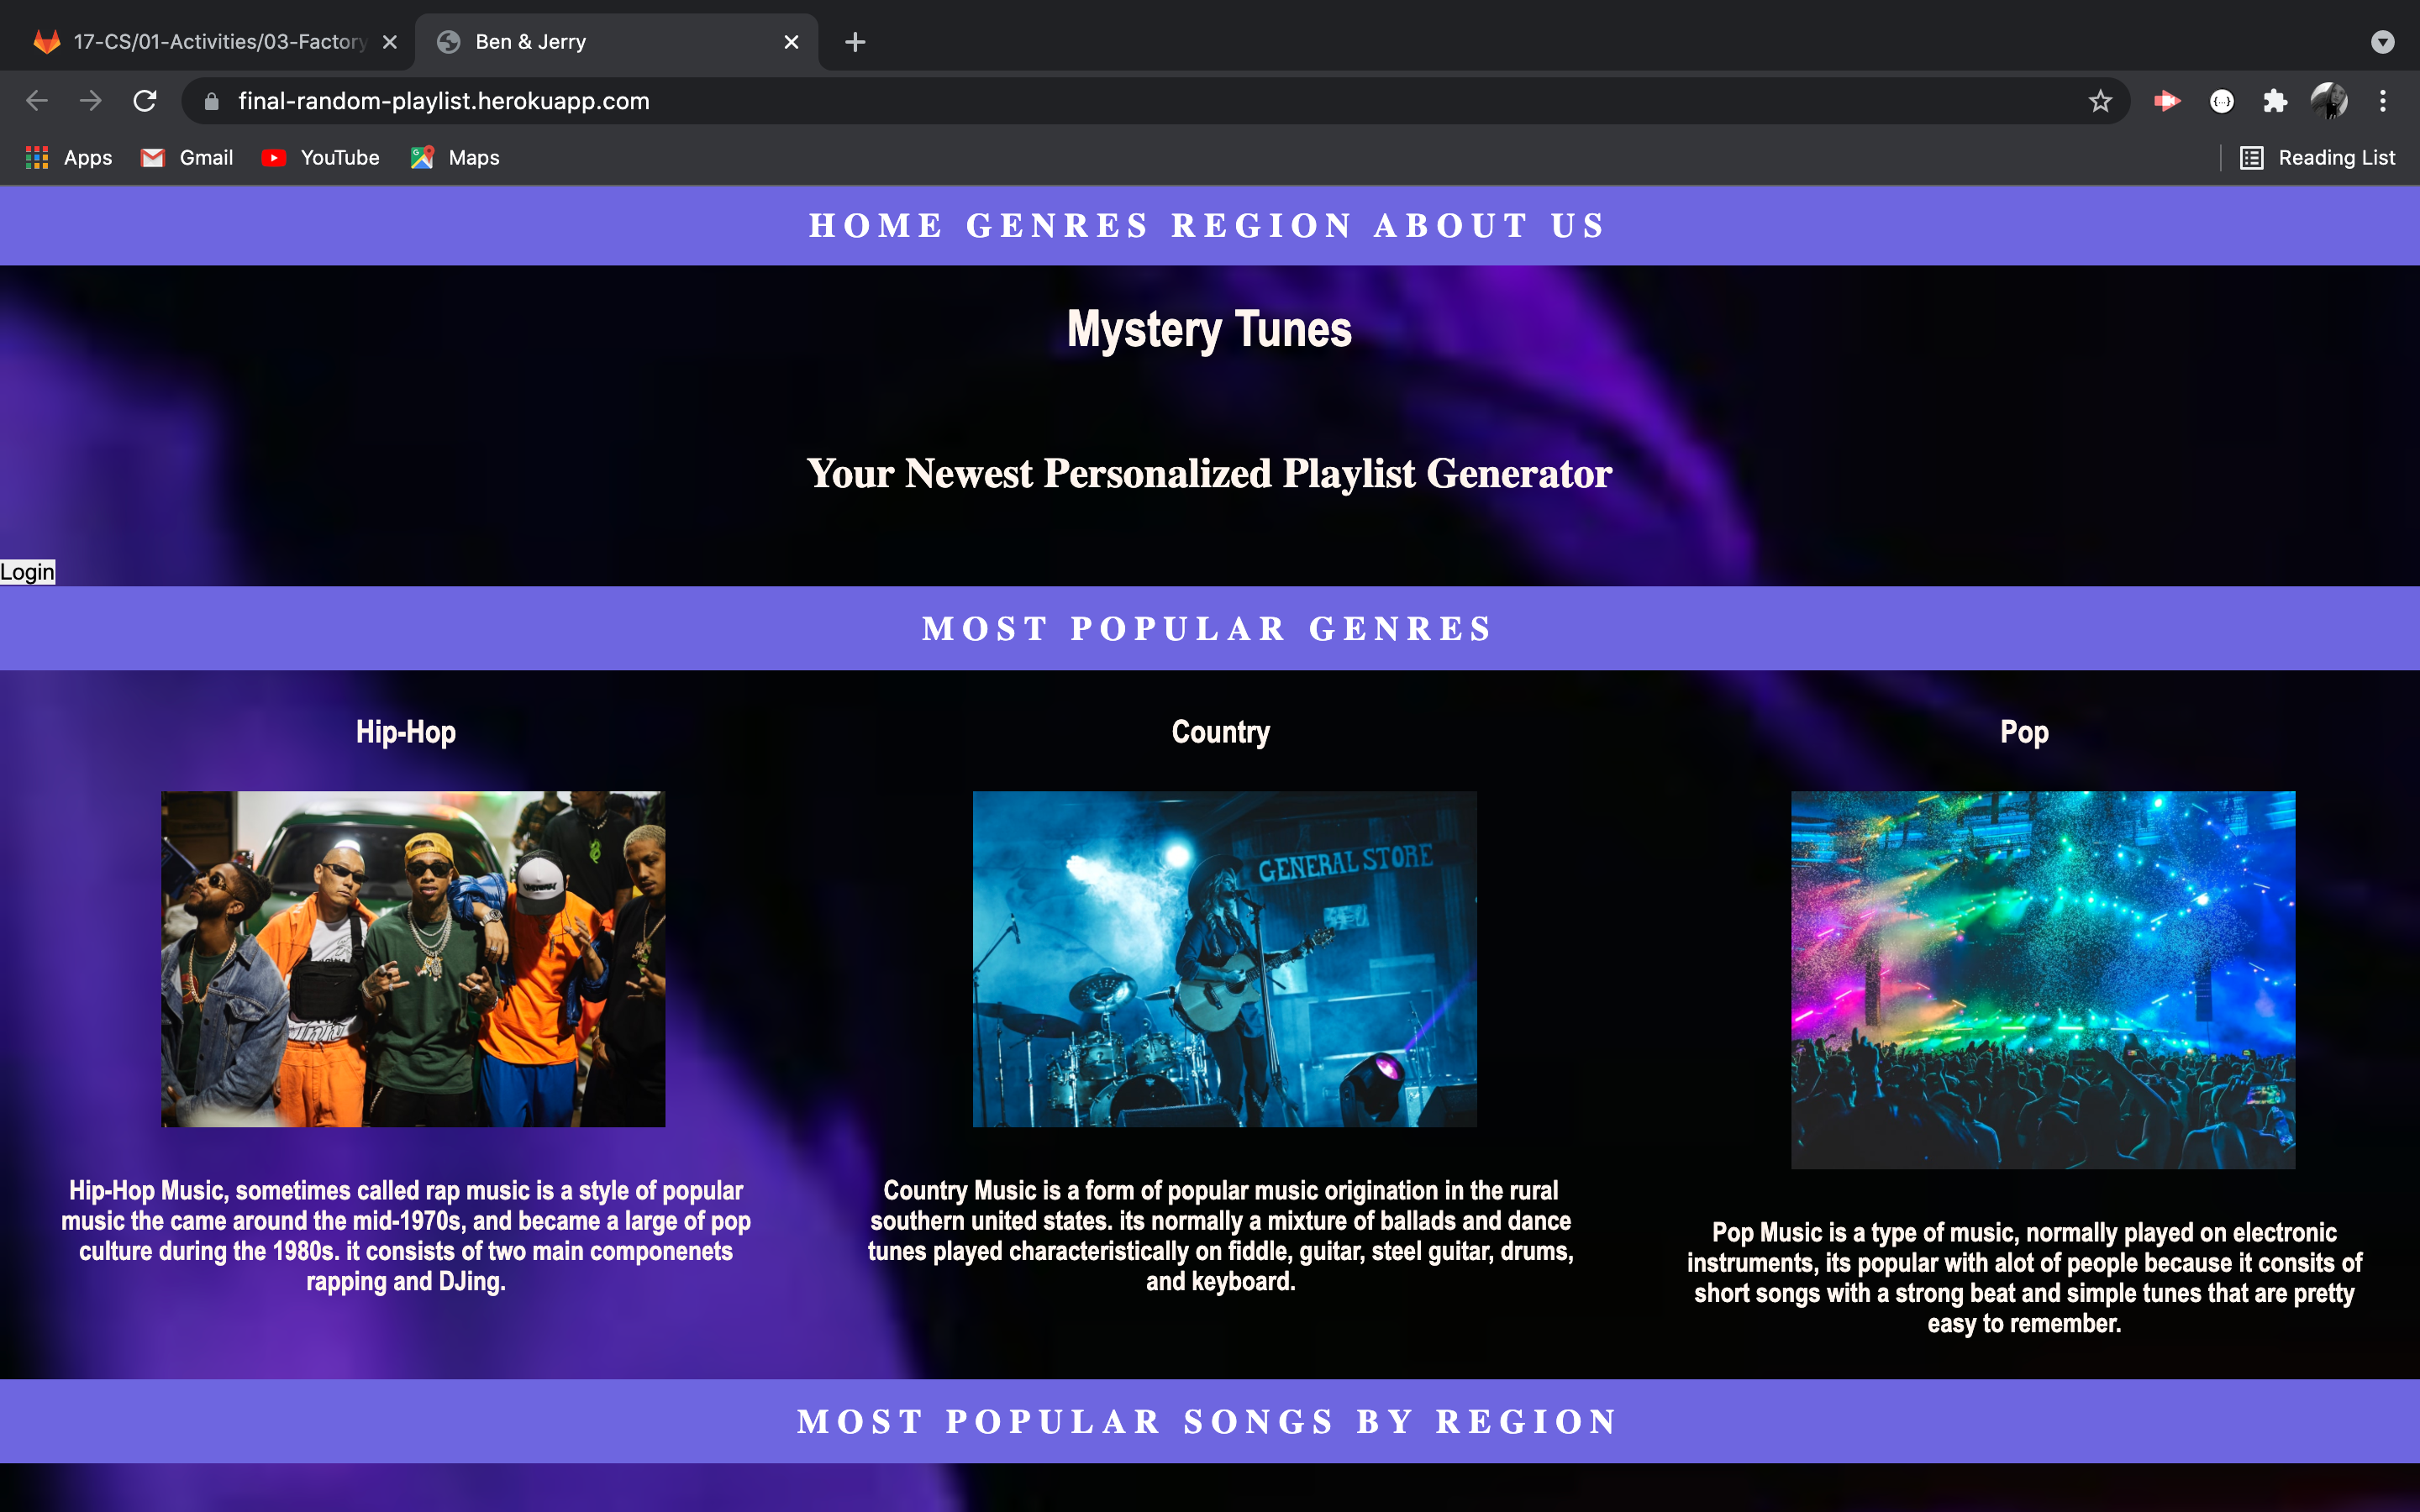 17-CS/01-Activities/03-Factory
Ben & Jerry
final-random-playlist.herokuapp.com
Apps
Gmail
YouTube
Maps
Reading List
HOME GENRES REGION ABOUT US
Mystery Tunes
Your Newest Personalized Playlist Generator
Login
MOST POPULAR GENRES
Hip-Hop
Country
Pop
GENERAL STORE
Hip-Hop Music, sometimes called rap music is a style of popular
music the came around the mid-1970s, and became a large of pop
culture during the 1980s. it consists of two main componenets
rapping and DJing.
Country Music is a form of popular music origination in the rural
southern united states. its normally a mixture of ballads and dance
tunes played characteristically on fiddle, guitar, steel guitar, drums,
and keyboard.
Pop Music is a type of music, normally played on electronic
instruments, its popular with alot of people because it consits of
short songs with a strong beat and simple tunes that are pretty
easy to remember.
MOST POPULAR SONGS BY REGION